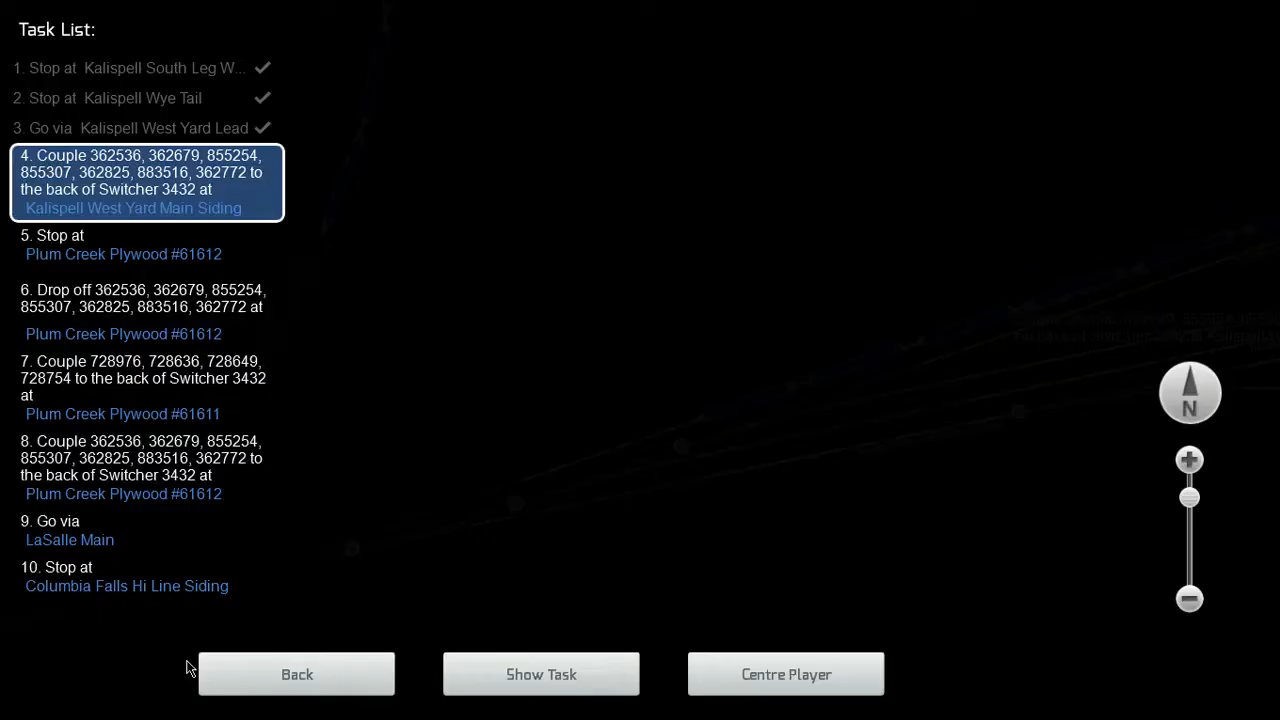 Task List:
1. Stop at  Kalispell South Leg W...
2. Stop at  Kalispell Wye Tail
3. Go via  Kalispell West Yard Lead
4. Couple 362536, 362679, 855254,
855307, 362825, 883516, 362772 to
the back of Switcher 3432 at
Kalispell West Yard Main Siding
5. Stop at
Plum Creek Plywood #61612
6. Drop off 362536, 362679, 855254,
855307, 362825, 883516, 362772 at
Plum Creek Plywood #61612
7. Couple 728976, 728636, 728649,
728754 to the back of Switcher 3432
at
Plum Creek Plywood #61611
8. Couple 362536, 362679, 855254,
855307, 362825, 883516, 362772 to
the back of Switcher 3432 at
Plum Creek Plywood #61612
9. Go via
LaSalle Main
10. Stop at
Columbia Falls Hi Line Siding
N
Back
Show Task
Centre Player